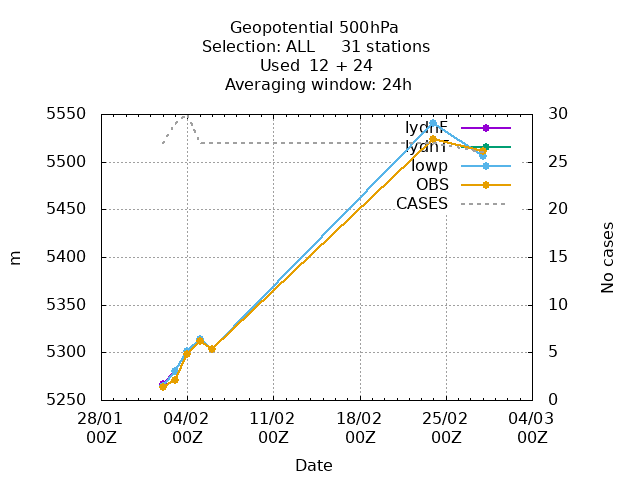 Geopotential 500hPa
Selection: ALL 31 stations
Used 12 + 24
Averaging window: 24h
5550
5500
5450
5400
5350
5300
5250
m
30
25
20
15
10
5
0
No cases
lydnF
lydnT
lowp
OBS
CASES
28/01 04/02 11/02 18/02 25/02 04/03
00Z 00Z 00Z 00Z 00Z 00Z
Date